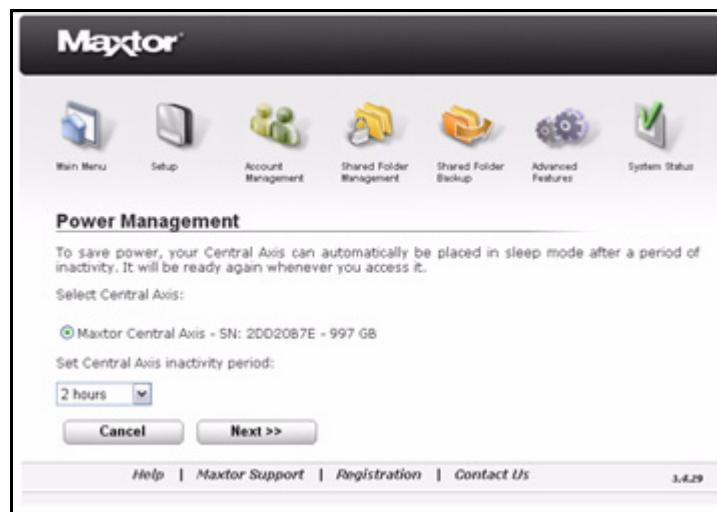 Maxtor
Main Menu
Setup
Account Management
Shared Folder Management
Shared Folder Backup
Advanced Features
System Status
Power Management
To save power, your Central Axis can automatically be placed in sleep mode after a period of
inactivity. It will be ready again whenever you access it.
Select Central Axis:
Maxtor Central Axis - SN: 2DD20B7E - 997 GB
Set Central Axis inactivity period:
2 hours
Cancel Next >>
Help | Maxtor Support | Registration | Contact Us 3.4.29